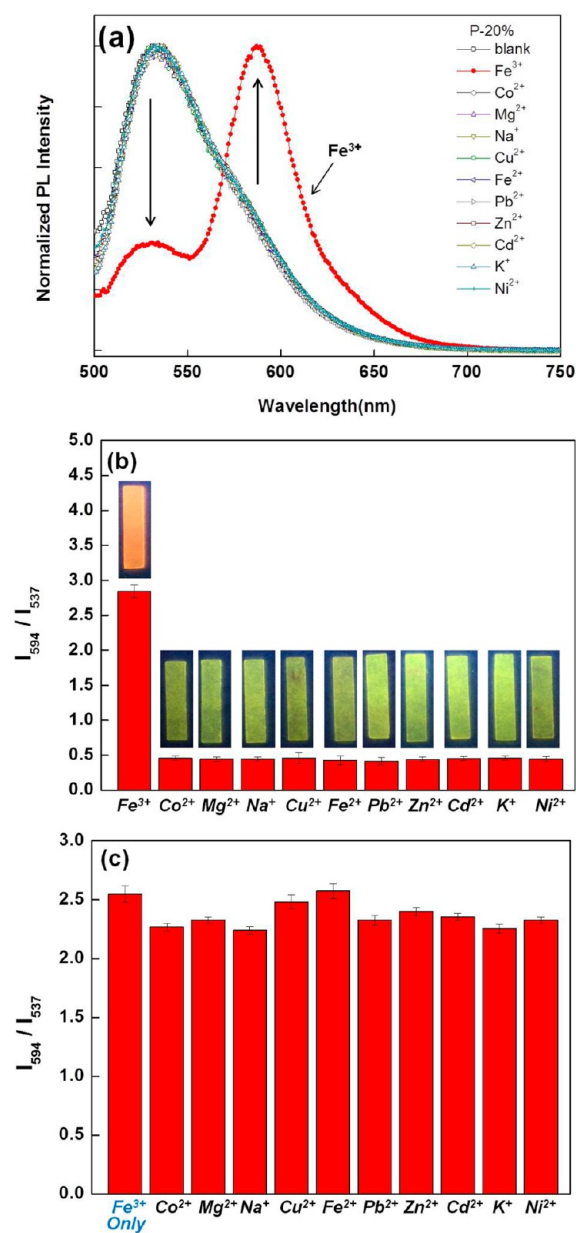 (a)
P-20%
blank
Fe³⁺
Co²⁺
Mg²⁺
Na⁺
Cu²⁺
Fe²⁺
Pb²⁺
Zn²⁺
Cd²⁺
K⁺
Ni²⁺
Fe³⁺
Normalized PL Intensity
500 550 600 650 700 750
Wavelength(nm)
(b)
5.0
4.5
4.0
3.5
3.0
2.5
2.0
1.5
1.0
0.5
0.0
I₅₉₄ / I₅₃₇
Fe³⁺ Co²⁺ Mg²⁺ Na⁺ Cu²⁺ Fe²⁺ Pb²⁺ Zn²⁺ Cd²⁺ K⁺ Ni²⁺
(c)
3.0
2.5
2.0
1.5
1.0
0.5
0.0
I₅₉₄ / I₅₃₇
Fe³⁺ Co²⁺ Mg²⁺ Na⁺ Cu²⁺ Fe²⁺ Pb²⁺ Zn²⁺ Cd²⁺ K⁺ Ni²⁺
Only